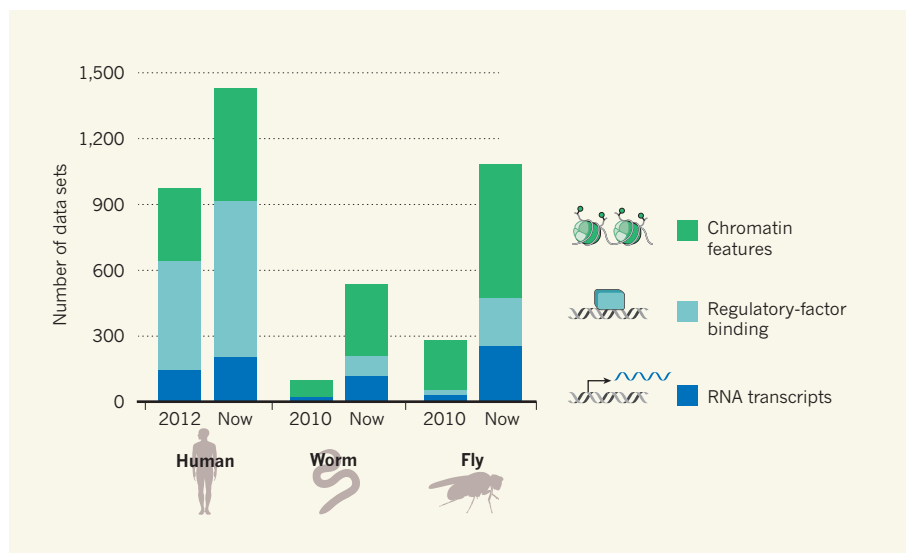 Number of data sets
1,500
1,200
900
600
300
0
2012 Now 2010 Now 2010 Now
Human Worm Fly
Chromatin
features
Regulatory-factor
binding
RNA transcripts